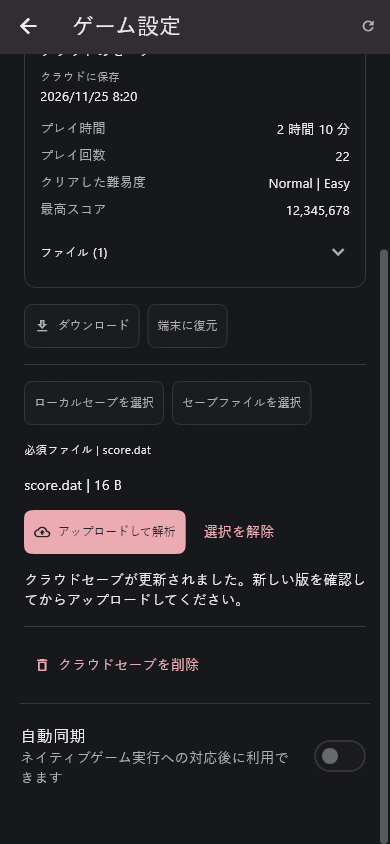 ゲーム設定
クラウドに保存
2026/11/25 8:20
プレイ時間 2 時間 10 分
プレイ回数 22
クリアした難易度 Normal | Easy
最高スコア 12,345,678
ファイル (1)
ダウンロード 端末に復元
ローカルセーブを選択 セーブファイルを選択
必須ファイル | score.dat
score.dat | 16 B
アップロードして解析 選択を解除
クラウドセーブが更新されました。新しい版を確認し
てからアップロードしてください。
クラウドセーブを削除
自動同期
ネイティブゲーム実行への対応後に利用で
きます